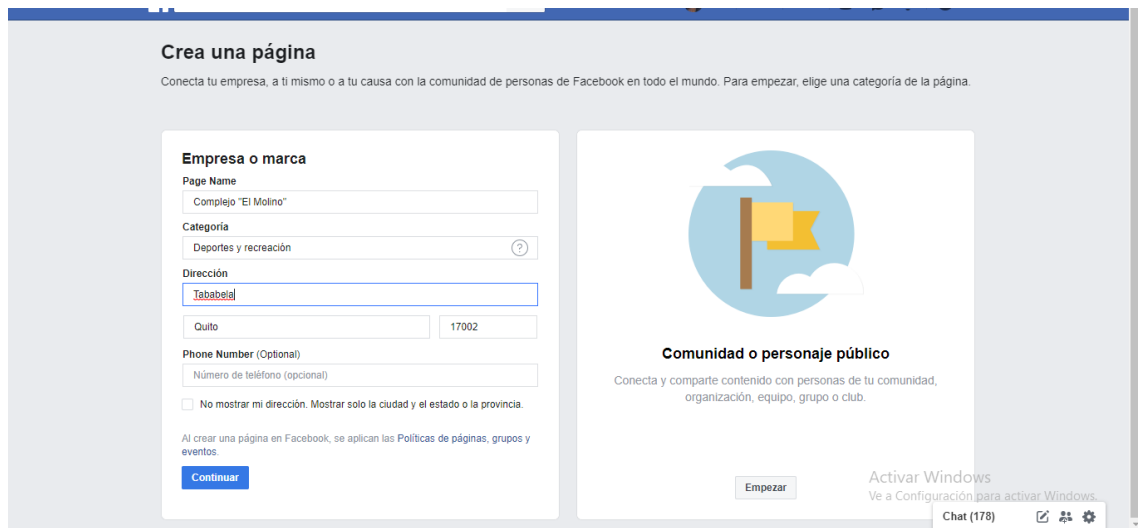 Crea una página
Conecta tu empresa, a ti mismo o a tu causa con la comunidad de personas de Facebook en todo el mundo. Para empezar, elige una categoría de la página.
Empresa o marca
Page Name
Complejo "El Molino"
Categoría
Deportes y recreación
?
Dirección
Tababela
Quito
17002
Phone Number (Optional)
Número de teléfono (opcional)
No mostrar mi dirección. Mostrar solo la ciudad y el estado o la provincia.
Al crear una página en Facebook, se aplican las Políticas de páginas, grupos y
eventos.
Continuar
Comunidad o personaje público
Conecta y comparte contenido con personas de tu comunidad,
organización, equipo, grupo o club.
Empezar
Activar Windows
Ve a Configuración para activar Windows.
Chat (178)